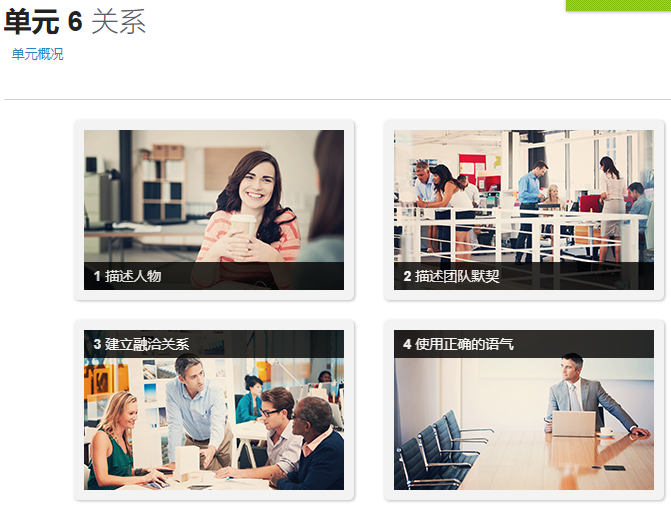 单元 6 关系
单元概况
1 描述人物
2 描述团队默契
3 建立融洽关系
4 使用正确的语气